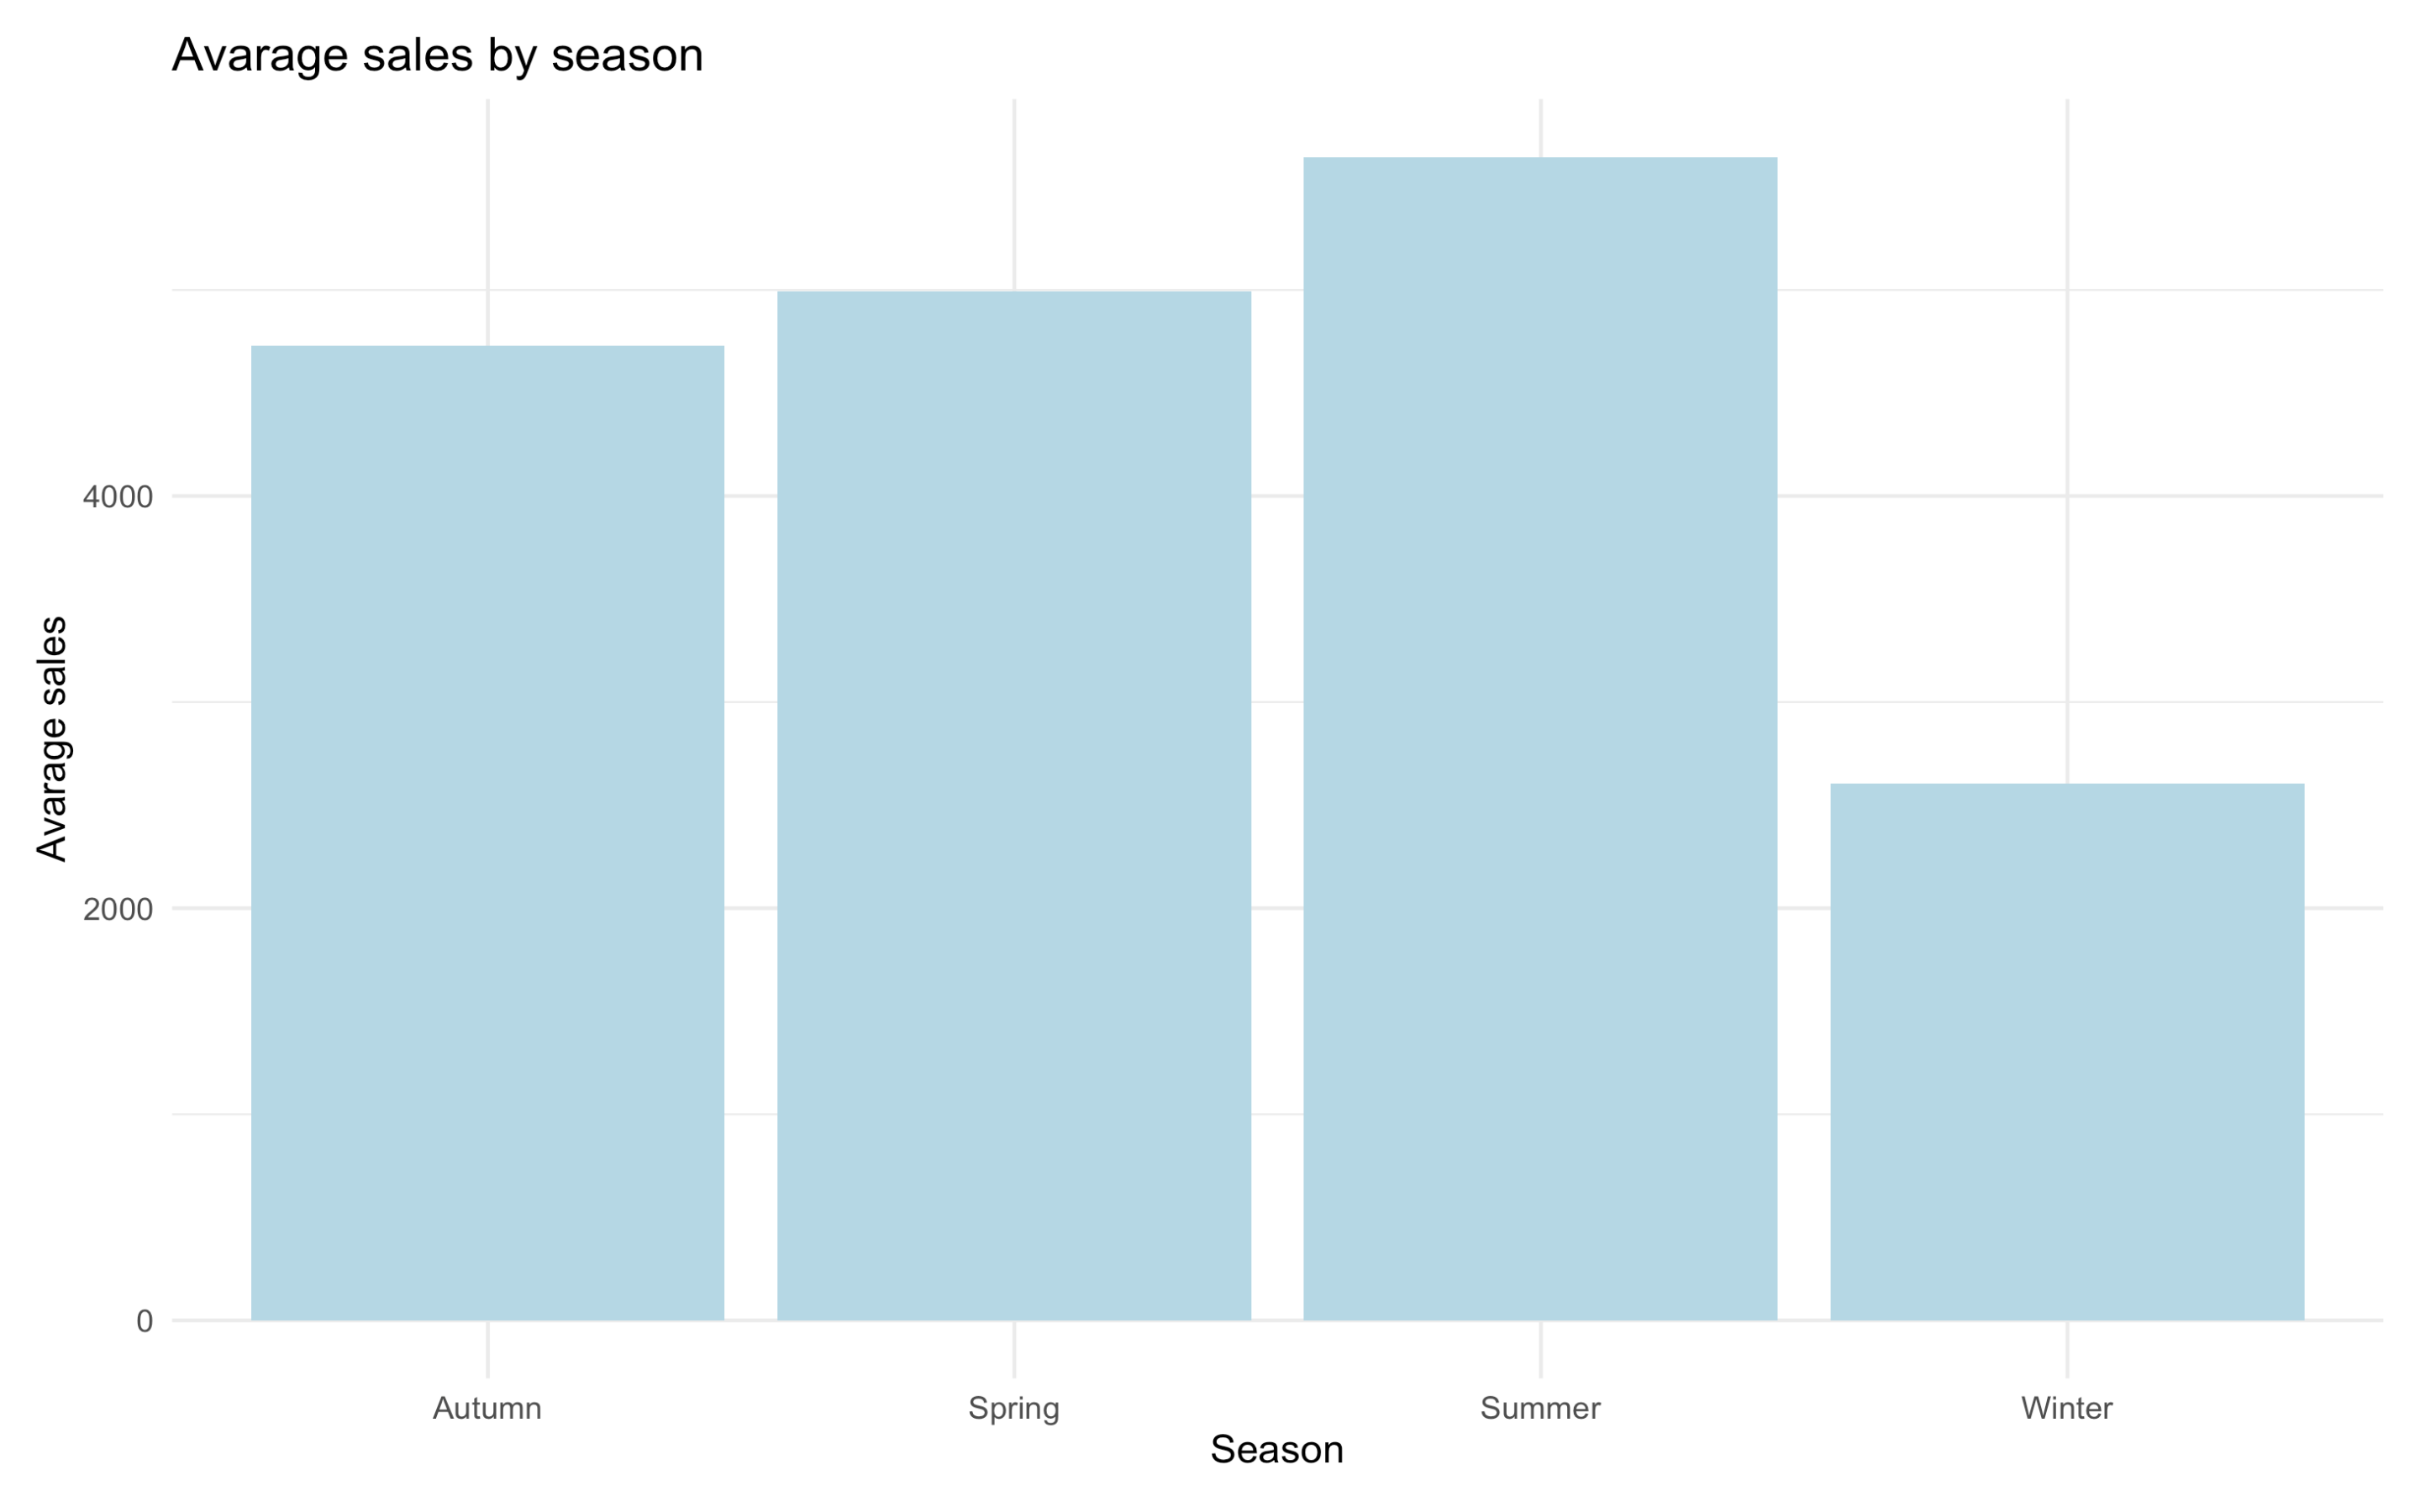 Avarage sales by season
Avarage sales
4000
2000
0
Autumn
Spring
Summer
Winter
Season